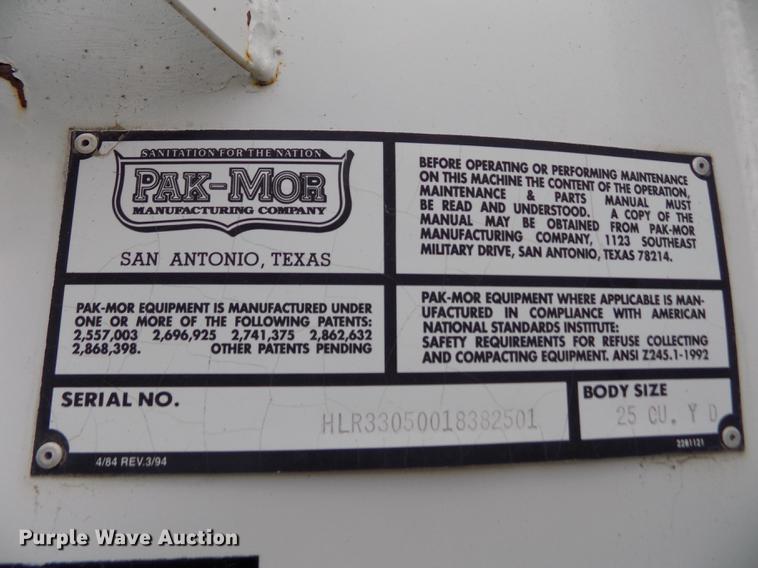 SANITATION FOR THE NATION
PAK-MOR
MANUFACTURING COMPANY
SAN ANTONIO, TEXAS
BEFORE OPERATING OR PERFORMING MAINTENANCE
ON THIS MACHINE THE CONTENT OF THE OPERATION,
MAINTENANCE & PARTS MANUAL MUST
BE READ AND UNDERSTOOD. A COPY OF THE
MANUAL MAY BE OBTAINED FROM PAK-MOR
MANUFACTURING COMPANY, 1123 SOUTHEAST
MILITARY DRIVE, SAN ANTONIO, TEXAS 78214.
PAK-MOR EQUIPMENT IS MANUFACTURED UNDER
ONE OR MORE OF THE FOLLOWING PATENTS:
2,557,003 2,696,925 2,741,375 2,862,632
2,868,398. OTHER PATENTS PENDING
PAK-MOR EQUIPMENT WHERE APPLICABLE IS MAN-
UFACTURED IN COMPLIANCE WITH AMERICAN
NATIONAL STANDARDS INSTITUTE:
SAFETY REQUIREMENTS FOR REFUSE COLLECTING
AND COMPACTING EQUIPMENT. ANSI Z245.1-1992
SERIAL NO.
HLR33050018382501
BODY SIZE
25 CU. Y D
4/84 REV.3/94
2281121
Purple Wave Auction